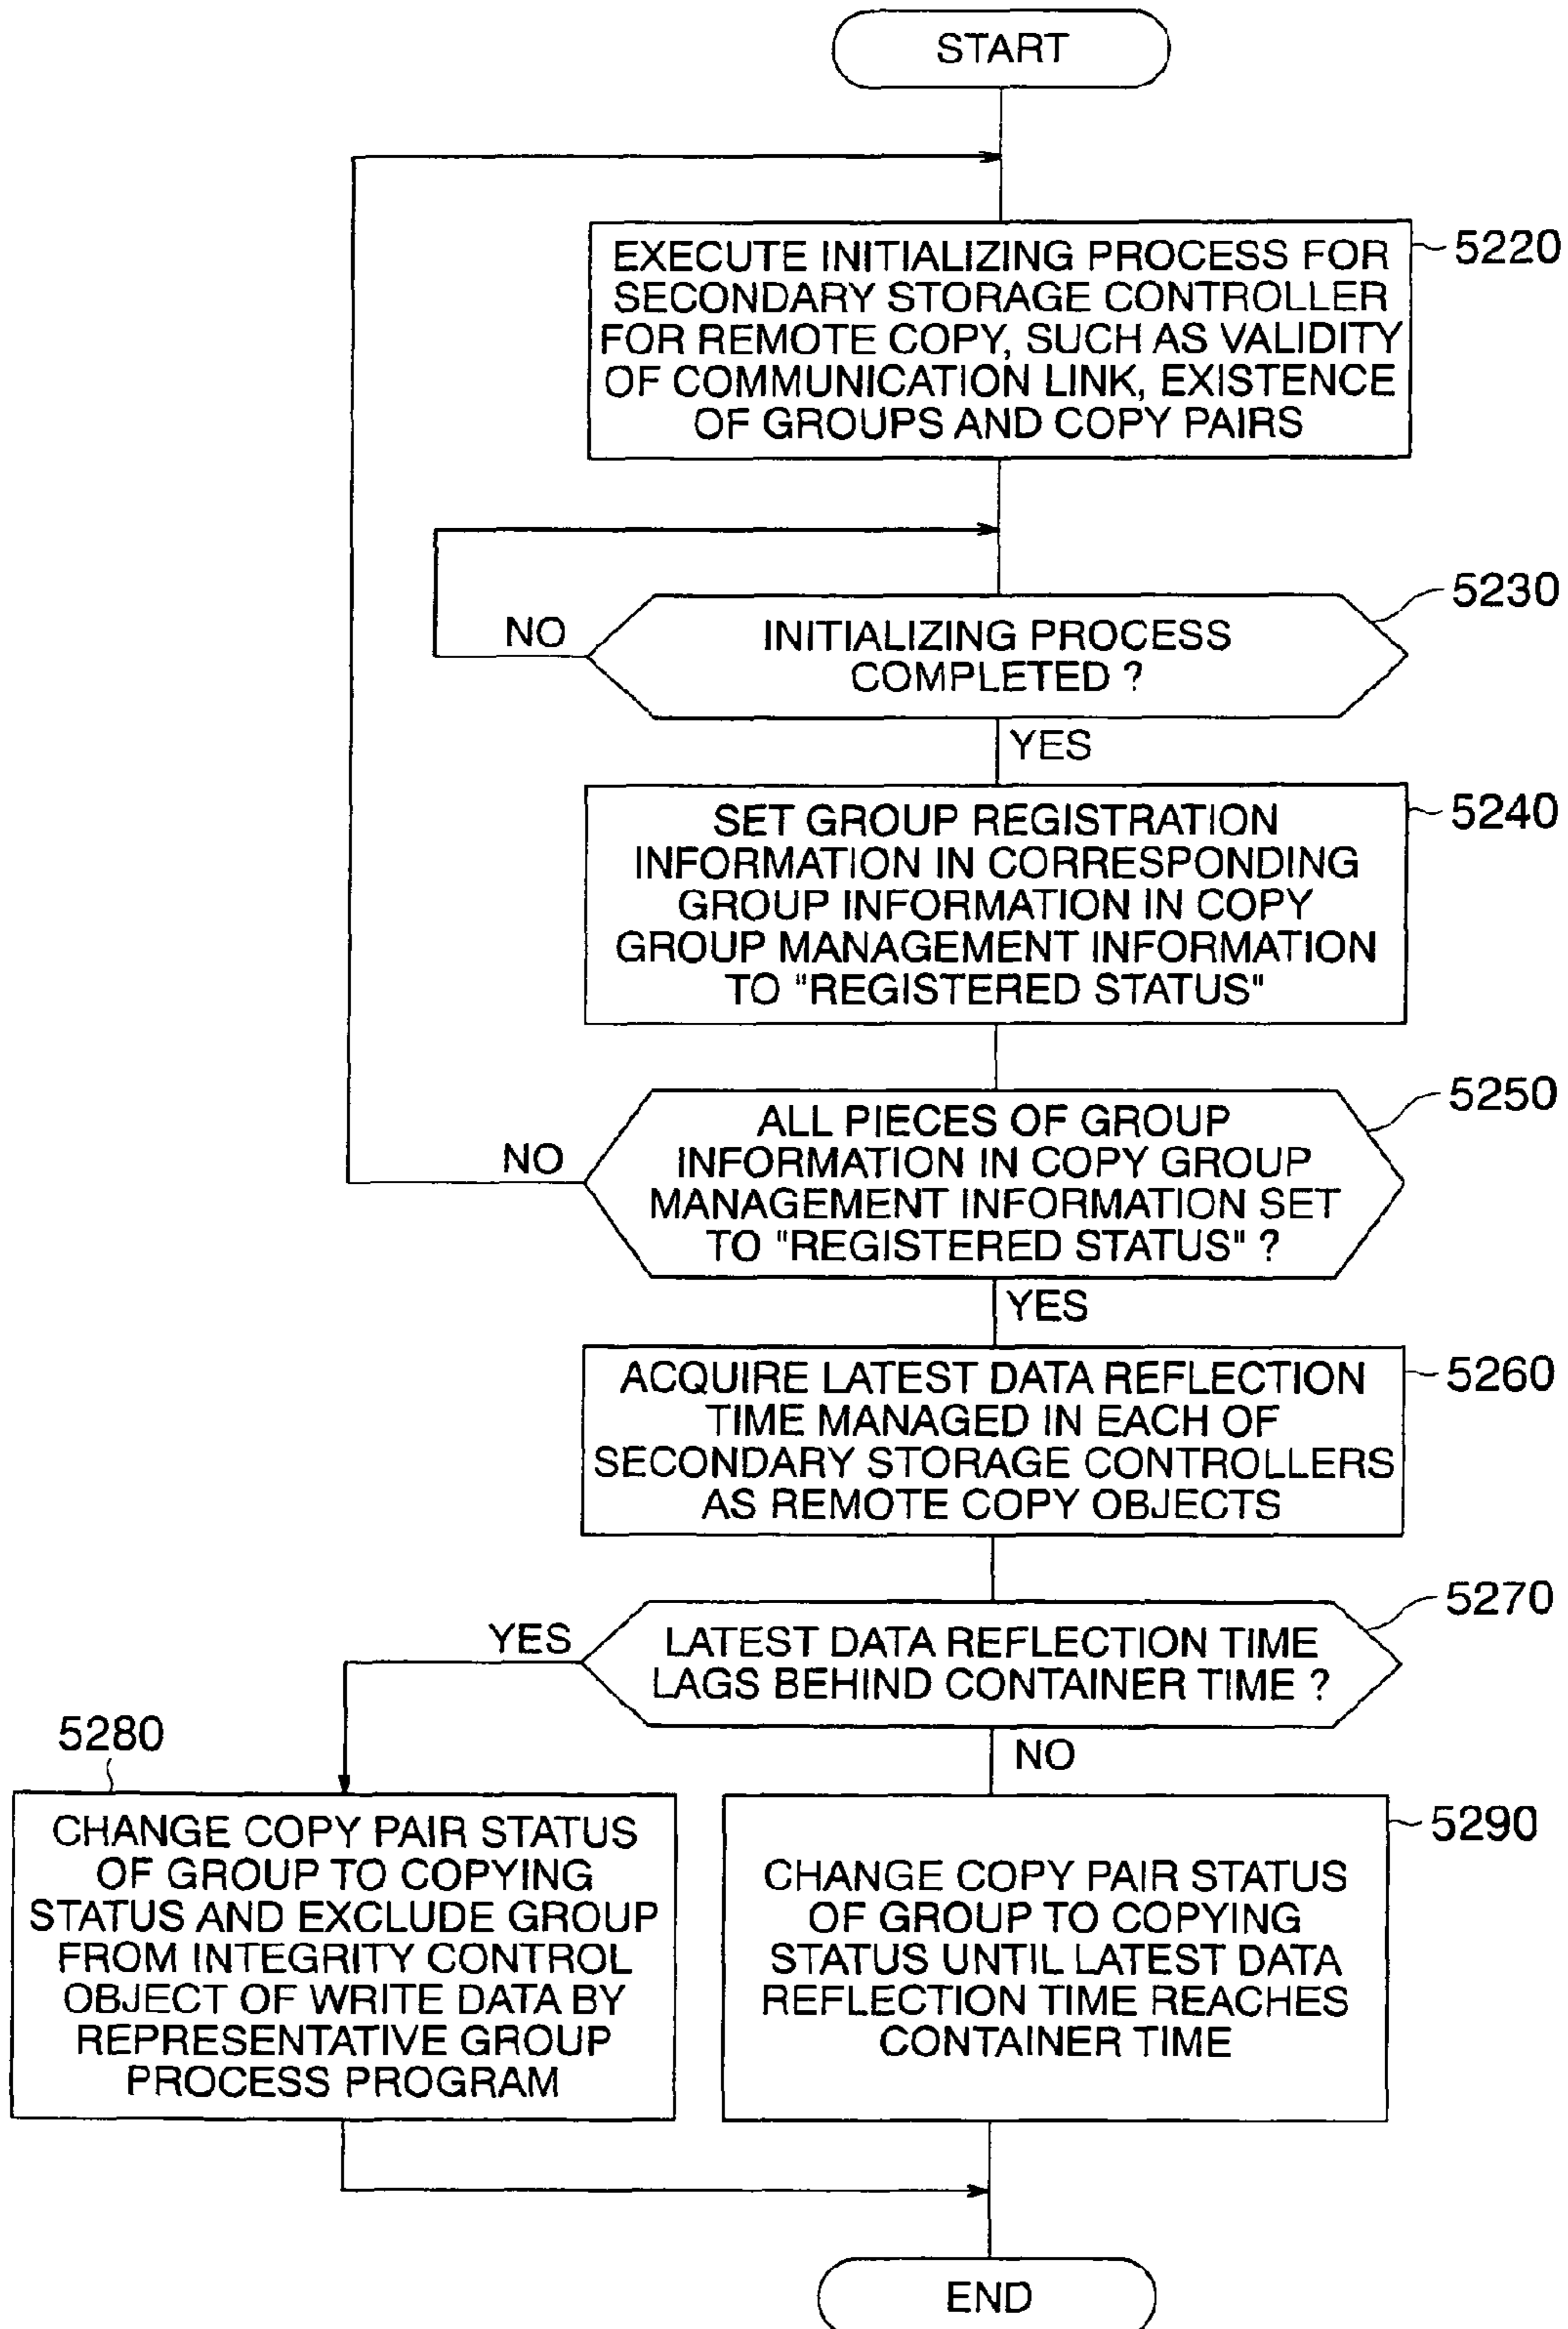 START
EXECUTE INITIALIZING PROCESS FOR
SECONDARY STORAGE CONTROLLER
FOR REMOTE COPY, SUCH AS VALIDITY
OF COMMUNICATION LINK, EXISTENCE
OF GROUPS AND COPY PAIRS
5220
INITIALIZING PROCESS
COMPLETED ?
5230
NO
YES
SET GROUP REGISTRATION
INFORMATION IN CORRESPONDING
GROUP INFORMATION IN COPY
GROUP MANAGEMENT INFORMATION
TO "REGISTERED STATUS"
5240
ALL PIECES OF GROUP
INFORMATION IN COPY GROUP
MANAGEMENT INFORMATION SET
TO "REGISTERED STATUS" ?
5250
NO
YES
ACQUIRE LATEST DATA REFLECTION
TIME MANAGED IN EACH OF
SECONDARY STORAGE CONTROLLERS
AS REMOTE COPY OBJECTS
5260
LATEST DATA REFLECTION TIME
LAGS BEHIND CONTAINER TIME ?
5270
YES
NO
5280
CHANGE COPY PAIR STATUS
OF GROUP TO COPYING
STATUS AND EXCLUDE GROUP
FROM INTEGRITY CONTROL
OBJECT OF WRITE DATA BY
REPRESENTATIVE GROUP
PROCESS PROGRAM
5290
CHANGE COPY PAIR STATUS
OF GROUP TO COPYING
STATUS UNTIL LATEST DATA
REFLECTION TIME REACHES
CONTAINER TIME
END